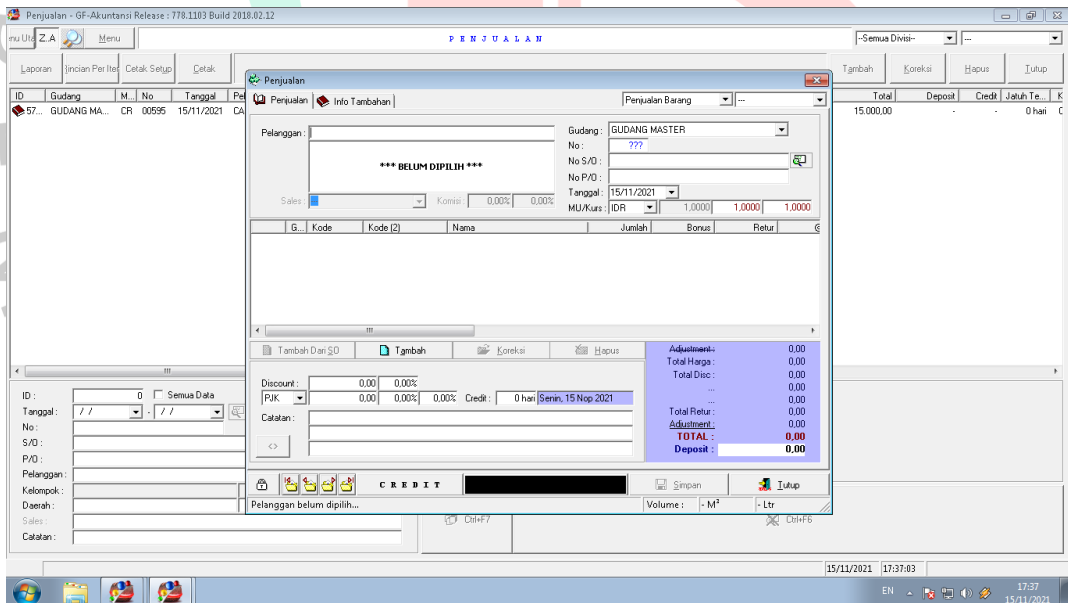 Penjualan - GF-Akuntansi Release : 778.1103 Build 2018.02.12
Z.A Menu
P E N J U A L A N
--Semua Divisi-- ---
Laporan Rincian Per Item Cetak Setup Cetak
Tambah Koreksi Hapus Tutup
ID Gudang M... No Tanggal Pel
Total Deposit Credit Jatuh Te... K
57... GUDANG MA... CR 00595 15/11/2021 CA
15.000,00 - - 0 hari
Penjualan
Penjualan Info Tambahan
Penjualan Barang ---
Pelanggan :
*** BELUM DIPILIH ***
Sales : Komisi : 0,00% 0,00%
Gudang : GUDANG MASTER
No : ???
No S/O :
No P/O :
Tanggal : 15/11/2021
MU/Kurs : IDR 1,0000 1,0000 1,0000
G... Kode Kode (2) Nama Jumlah Bonus Retur
Tambah Dari SO Tambah Koreksi Hapus
Discount : 0,00 0,00%
PJK 0,00 0,00% 0,00% Credit : 0 hari Senin, 15 Nop 2021
Catatan :
<>
Adjustment : 0,00
Total Harga : 0,00
Total Disc : 0,00
... 0,00
... 0,00
Total Retur : 0,00
Adjustment : 0,00
TOTAL : 0,00
Deposit : 0,00
C R E D I T
Simpan Tutup
Pelanggan belum dipilih...
Volume : - M³ - Ltr
ID : 0 Semua Data
Tanggal : / / - / /
No :
S/O :
P/O :
Pelanggan :
Kelompok :
Daerah :
Sales :
Catatan :
Ctrl+F7
Ctrl+F6
15/11/2021 17:37:03
EN
17:37
15/11/2021